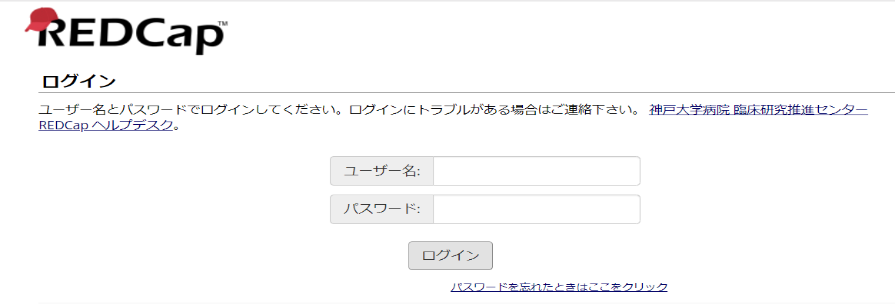 REDCap™
ログイン
ユーザー名とパスワードでログインしてください。ログインにトラブルがある場合はご連絡下さい。 神戸大学病院 臨床研究推進センター
REDCap ヘルプデスク。
ユーザー名:
パスワード:
ログイン
パスワードを忘れたときはここをクリック